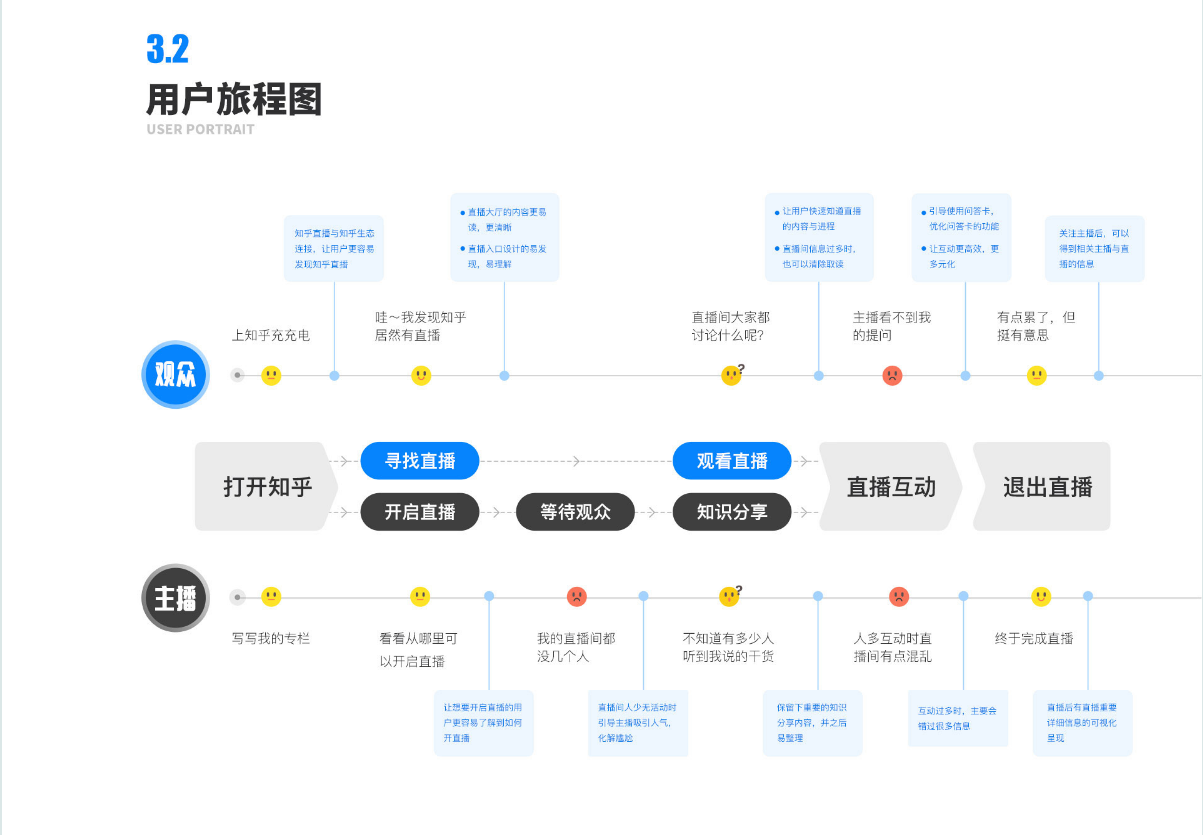 3.2
用户旅程图
USER PORTRAIT
知乎直播与知乎生态
连接，让用户更容易
发现知乎直播
直播大厅的内容更易
读，更清晰
直播入口设计的易发
现，易理解
让用户快速知道直播
的内容与进程
直播间信息过多时，
也可以清除取读
引导使用问答卡，
优化问答卡的功能
让互动更高效，更
多元化
关注主播后，可以
得到相关主播与直
播的信息
上知乎充充电
哇～我发现知乎
居然有直播
直播间大家都
讨论什么呢？
主播看不到我
的提问
有点累了，但
挺有意思
观众
?
打开知乎
寻找直播
观看直播
开启直播
等待观众
知识分享
直播互动
退出直播
主播
?
写写我的专栏
看看从哪里可
以开启直播
我的直播间都
没几个人
不知道有多少人
听到我说的干货
人多互动时直
播间有点混乱
终于完成直播
让想要开启直播的用
户更容易了解到如何
开直播
直播间人少无活动时
引导主播吸引人气，
化解尴尬
保留下重要的知识
分享内容，并之后
易整理
互动过多时，主要会
错过很多信息
直播后有直播重要
详细信息的可视化
呈现